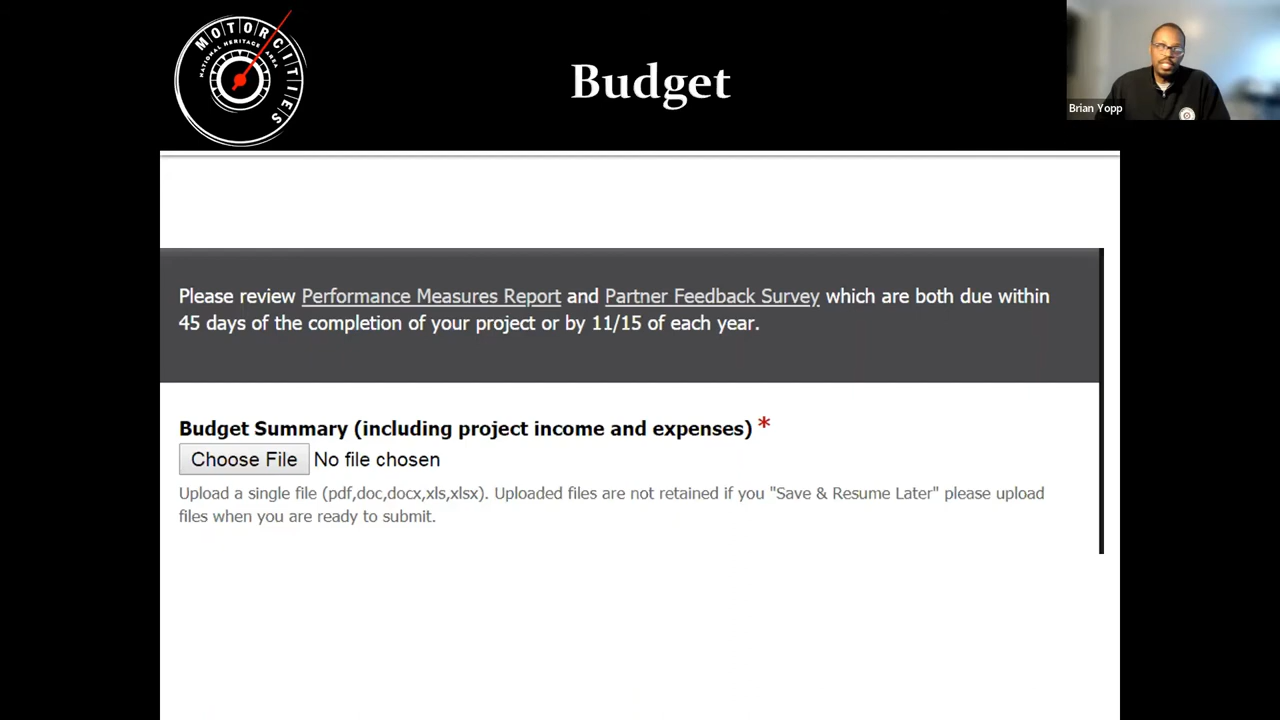 MOTORCITIES
NATIONAL HERITAGE AREA
Budget
Brian Yopp
Please review Performance Measures Report and Partner Feedback Survey which are both due within
45 days of the completion of your project or by 11/15 of each year.
Budget Summary (including project income and expenses) *
Choose File No file chosen
Upload a single file (pdf,doc,docx,xls,xlsx). Uploaded files are not retained if you "Save & Resume Later" please upload
files when you are ready to submit.